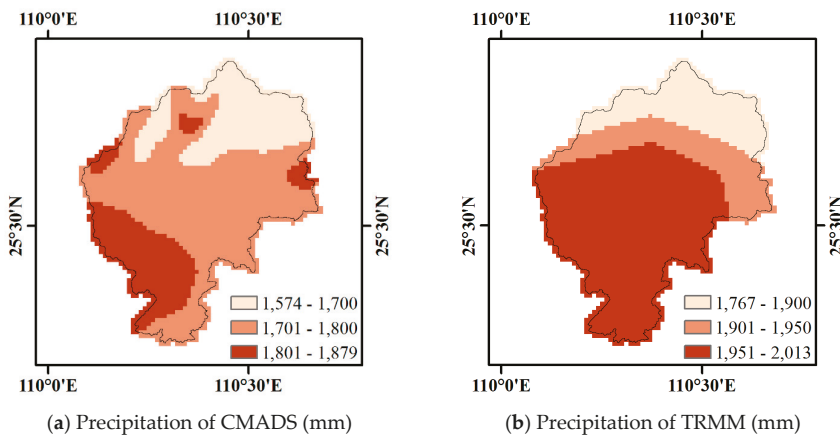 110°0'E 110°30'E 110°0'E 110°30'E
25°30'N 25°30'N 25°30'N
1,574 - 1,700 1,767 - 1,900
1,701 - 1,800 1,901 - 1,950
1,801 - 1,879 1,951 - 2,013
110°0'E 110°30'E 110°0'E 110°30'E
(a) Precipitation of CMADS (mm) (b) Precipitation of TRMM (mm)